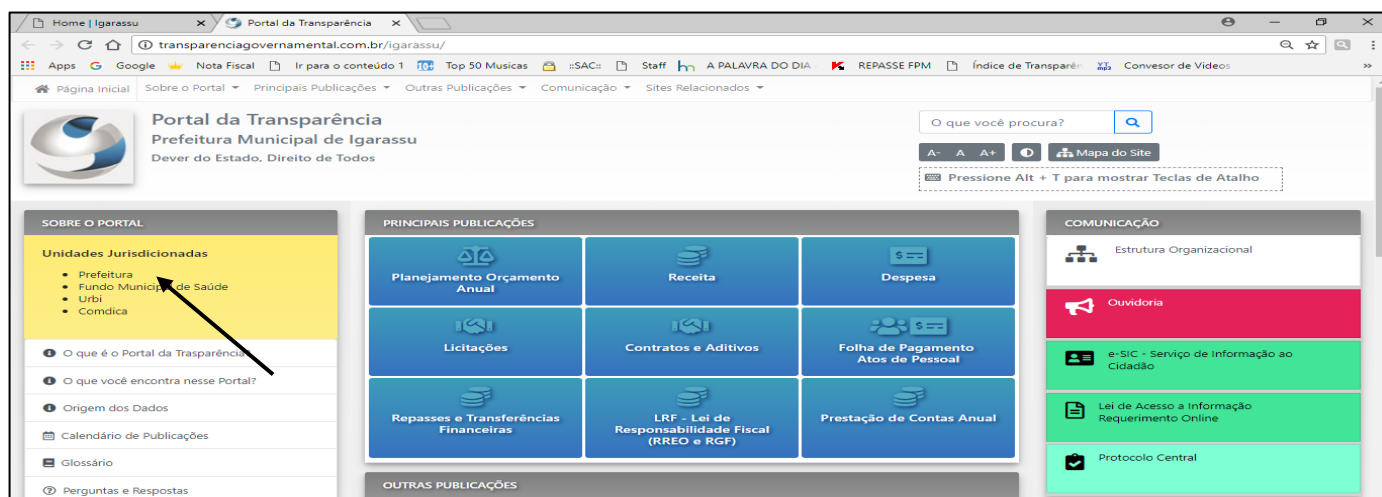 Home | Igarassu
Portal da Transparência
transparenciagovernamental.com.br/igarassu/
Apps Google Nota Fiscal Ir para o conteúdo 1 Top 50 Musicas ::SAC:: Staff A PALAVRA DO DIA REPASSE FPM Índice de Transparên Convesor de Videos »
Página Inicial Sobre o Portal Principais Publicações Outras Publicações Comunicação Sites Relacionados
Portal da Transparência
Prefeitura Municipal de Igarassu
Dever do Estado, Direito de Todos
O que você procura?
A- A A+ Mapa do Site
Pressione Alt + T para mostrar Teclas de Atalho
SOBRE O PORTAL
Unidades Jurisdicionadas
Prefeitura
Fundo Municipal de Saúde
Urbi
Comdica
O que é o Portal da Trasparência?
O que você encontra nesse Portal?
Origem dos Dados
Calendário de Publicações
Glossário
Perguntas e Respostas
PRINCIPAIS PUBLICAÇÕES
Planejamento Orçamento
Anual
Receita
Despesa
Licitações
Contratos e Aditivos
Folha de Pagamento
Atos de Pessoal
Repasses e Transferências
Financeiras
LRF - Lei de
Responsabilidade Fiscal
(RREO e RGF)
Prestação de Contas Anual
OUTRAS PUBLICAÇÕES
COMUNICAÇÃO
Estrutura Organizacional
Ouvidoria
e-SIC - Serviço de Informação ao
Cidadão
Lei de Acesso a Informação
Requerimento Online
Protocolo Central